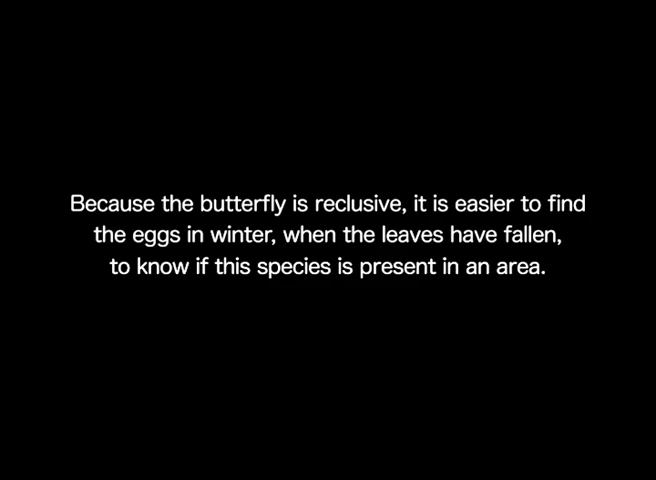 Because the butterfly is reclusive, it is easier to find
the eggs in winter, when the leaves have fallen,
to know if this species is present in an area.